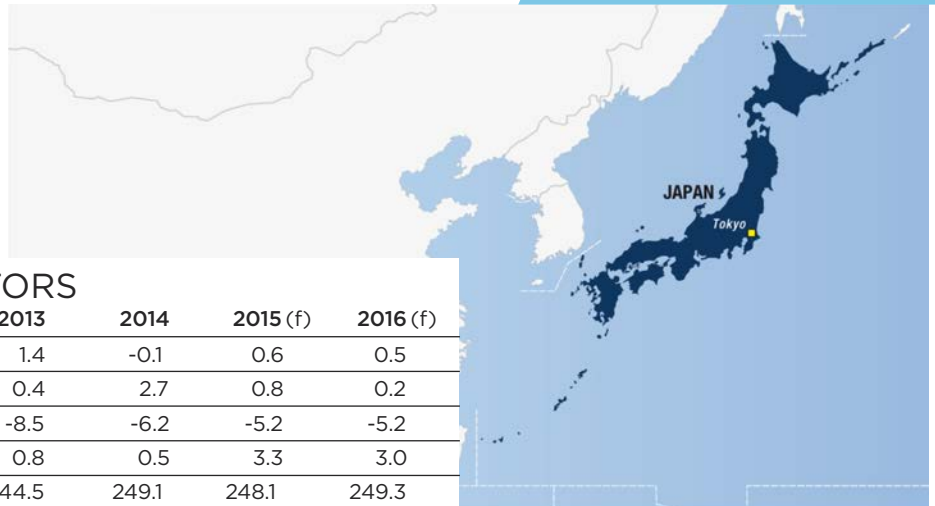 JAPAN
Tokyo
TORS
2013 2014 2015 (f) 2016 (f)
1.4 -0.1 0.6 0.5
0.4 2.7 0.8 0.2
-8.5 -6.2 -5.2 -5.2
0.8 0.5 3.3 3.0
44.5 249.1 248.1 249.3